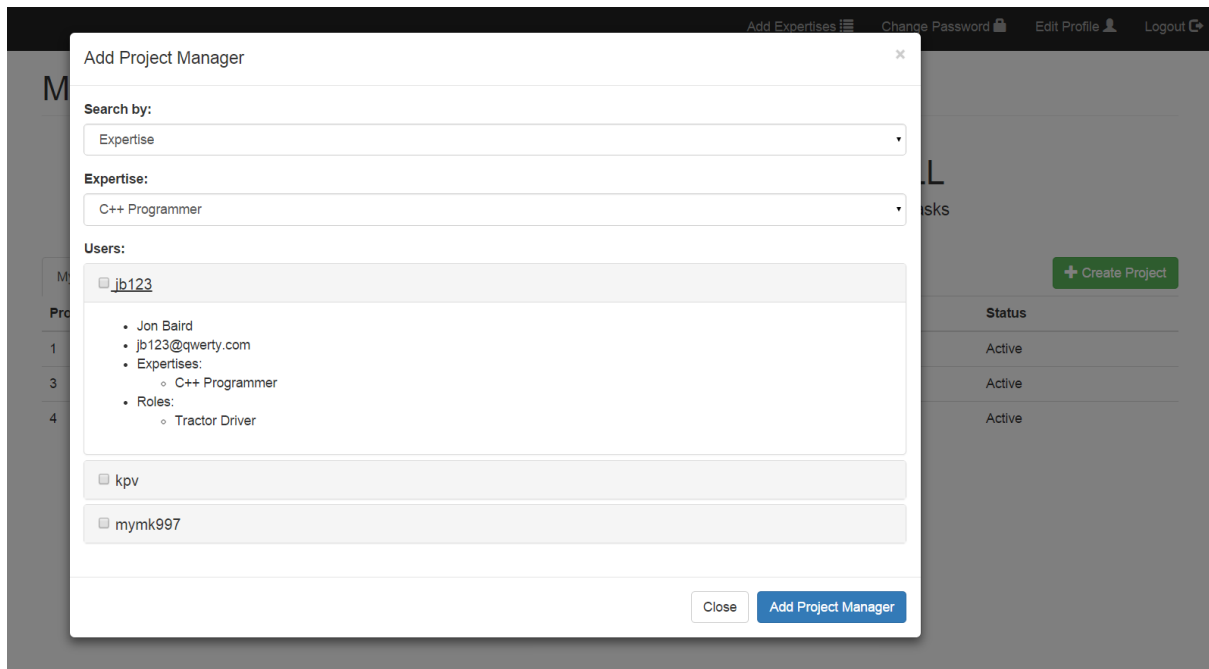 Add Expertises Change Password Edit Profile Logout
Add Project Manager ×
Search by:
Expertise
Expertise:
C++ Programmer
Users:
jb123
Jon Baird
jb123@qwerty.com
Expertises:
C++ Programmer
Roles:
Tractor Driver
kpv
mymk997
Close Add Project Manager
Create Project
Status
1 Active
3 Active
4 Active